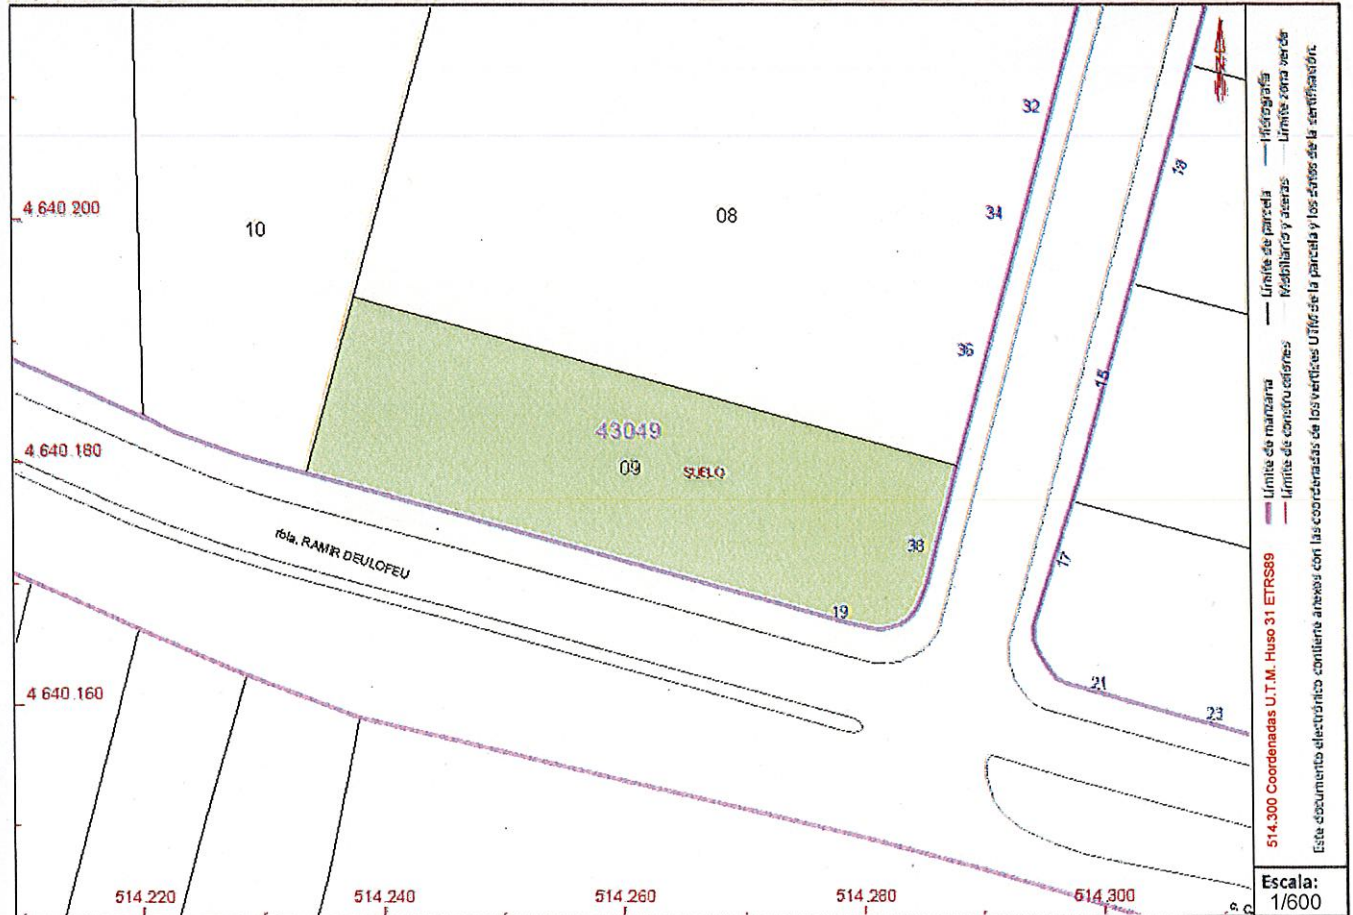 32
18
4.640.200
10
08
34
36
15
43049
4.640.180
09
SUELO
38
rbla. RAMIR DEULOFEU
17
19
21
4.640.160
23
514.220
514.240
514.260
514.280
514.300
514.300 Coordenadas U.T.M. Huso 31 ETRS89
Límite de manzana
Límite de parcela
Hidrografía
Límite de construcciones
Mobiliario y aceras
Límite zona verde
Este documento electrónico contiene anexos con las coordenadas de los vértices UTM de la parcela y los datos de la certificación.
Escala:
1/600